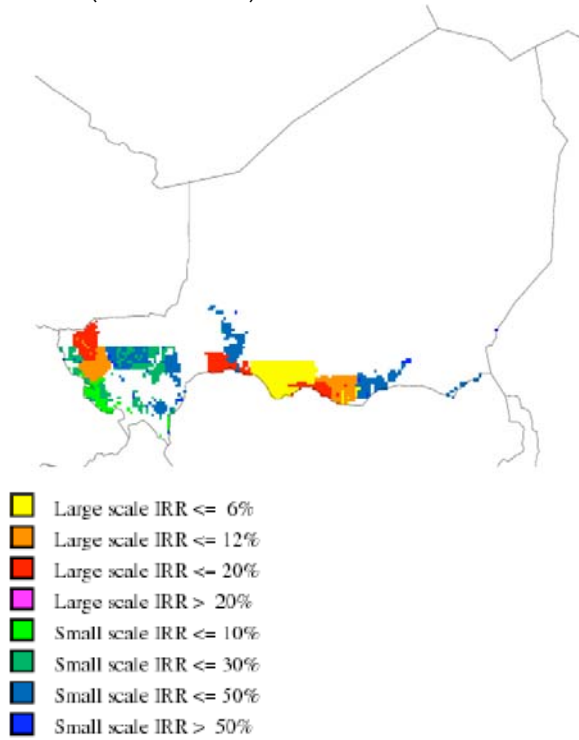 Large scale IRR <= 6%
Large scale IRR <= 12%
Large scale IRR <= 20%
Large scale IRR > 20%
Small scale IRR <= 10%
Small scale IRR <= 30%
Small scale IRR <= 50%
Small scale IRR > 50%